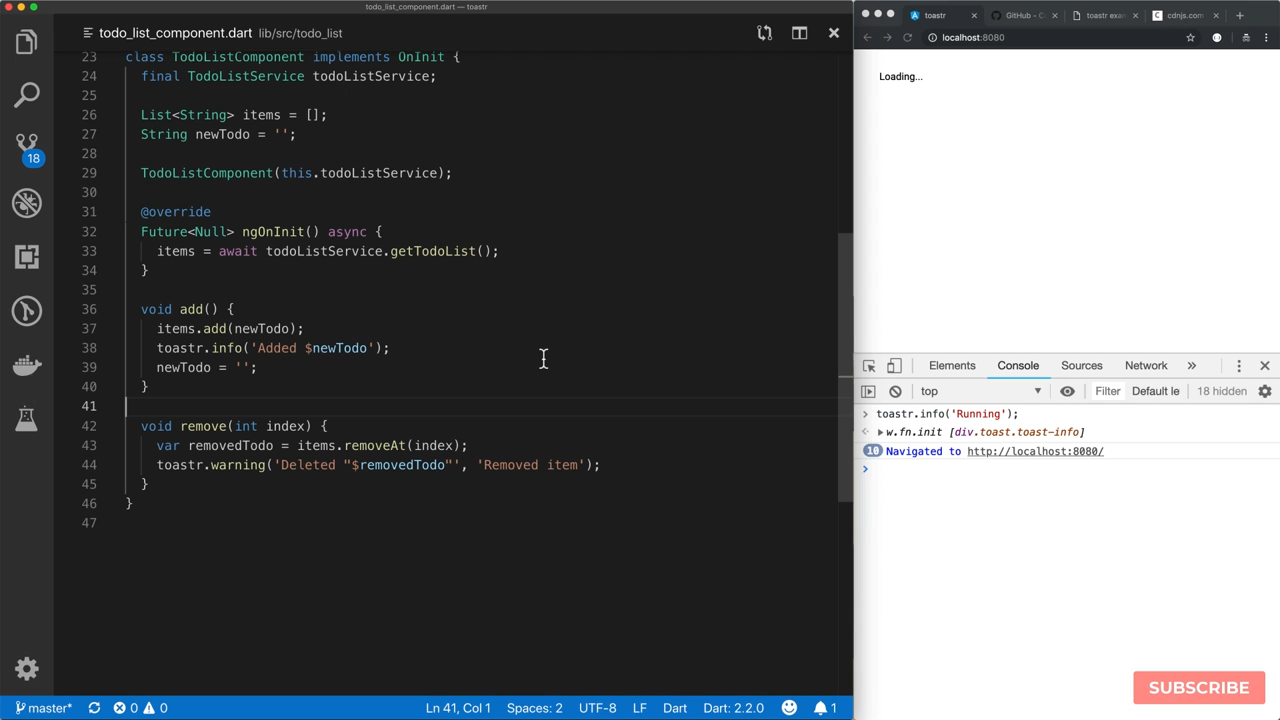 todo_list_component.dart — toastr
todo_list_component.dart lib/src/todo_list
23 class TodoListComponent implements OnInit {
24 final TodoListService todoListService;
25
26 List<String> items = [];
27 String newTodo = '';
28
29 TodoListComponent(this.todoListService);
30
31 @override
32 Future<Null> ngOnInit() async {
33 items = await todoListService.getTodoList();
34 }
35
36 void add() {
37 items.add(newTodo);
38 toastr.info('Added $newTodo');
39 newTodo = '';
40 }
41
42 void remove(int index) {
43 var removedTodo = items.removeAt(index);
44 toastr.warning('Deleted "$removedTodo"', 'Removed item');
45 }
46 }
47
18
master* 0 0 Ln 41, Col 1 Spaces: 2 UTF-8 LF Dart Dart: 2.2.0 1
toastr GitHub - C toastr exa cdnjs.com
localhost:8080
Loading...
Elements Console Sources Network »
top Filter Default le 18 hidden
> toastr.info('Running');
w.fn.init [div.toast.toast-info]
10 Navigated to http://localhost:8080/
>
SUBSCRIBE